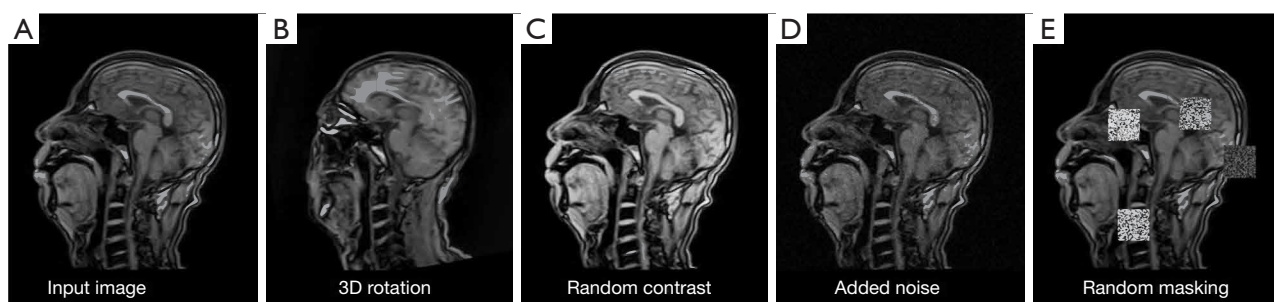 A
B
C
D
E
Input image
3D rotation
Random contrast
Added noise
Random masking